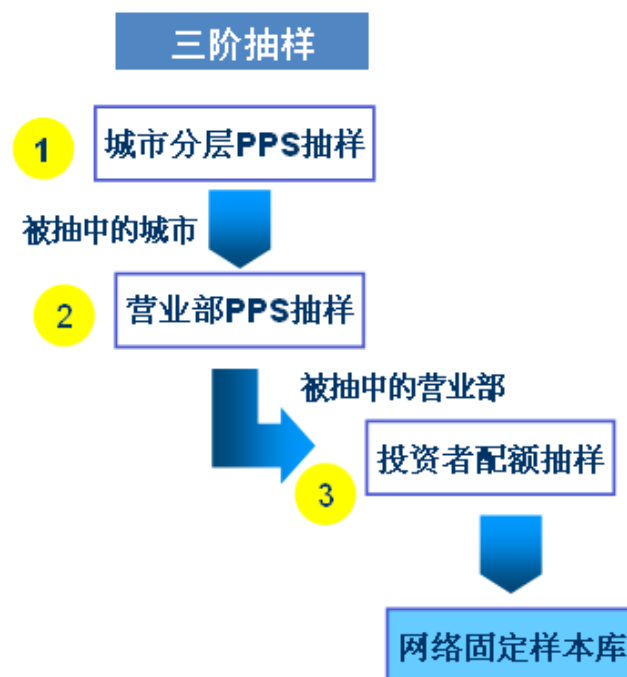 三阶抽样
1
城市分层PPS抽样
被抽中的城市
2
营业部PPS抽样
被抽中的营业部
投资者配额抽样
3
网络固定样本库